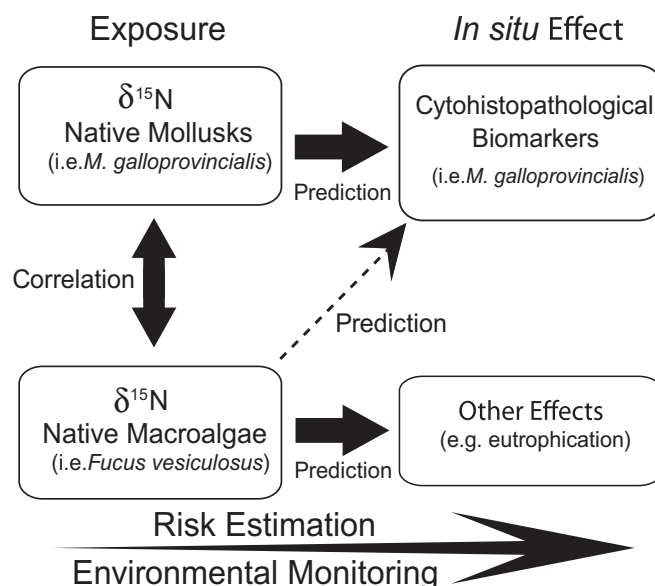 Exposure
In situ Effect
δ¹⁵N
Native Mollusks
(i.e.M. galloprovincialis)
Prediction
Cytohistopathological
Biomarkers
(i.e.M. galloprovincialis)
Correlation
Prediction
δ¹⁵N
Native Macroalgae
(i.e.Fucus vesiculosus)
Prediction
Other Effects
(e.g. eutrophication)
Risk Estimation
Environmental Monitoring